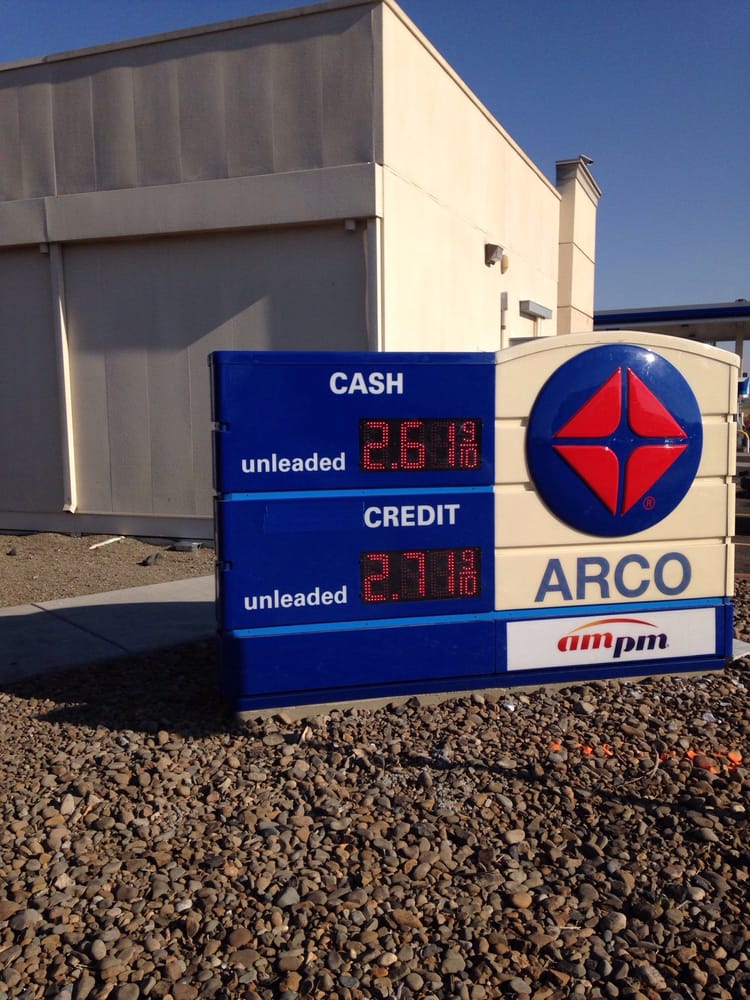 CASH
unleaded 2.61 9/10
CREDIT
unleaded 2.71 9/10
®
ARCO
ampm